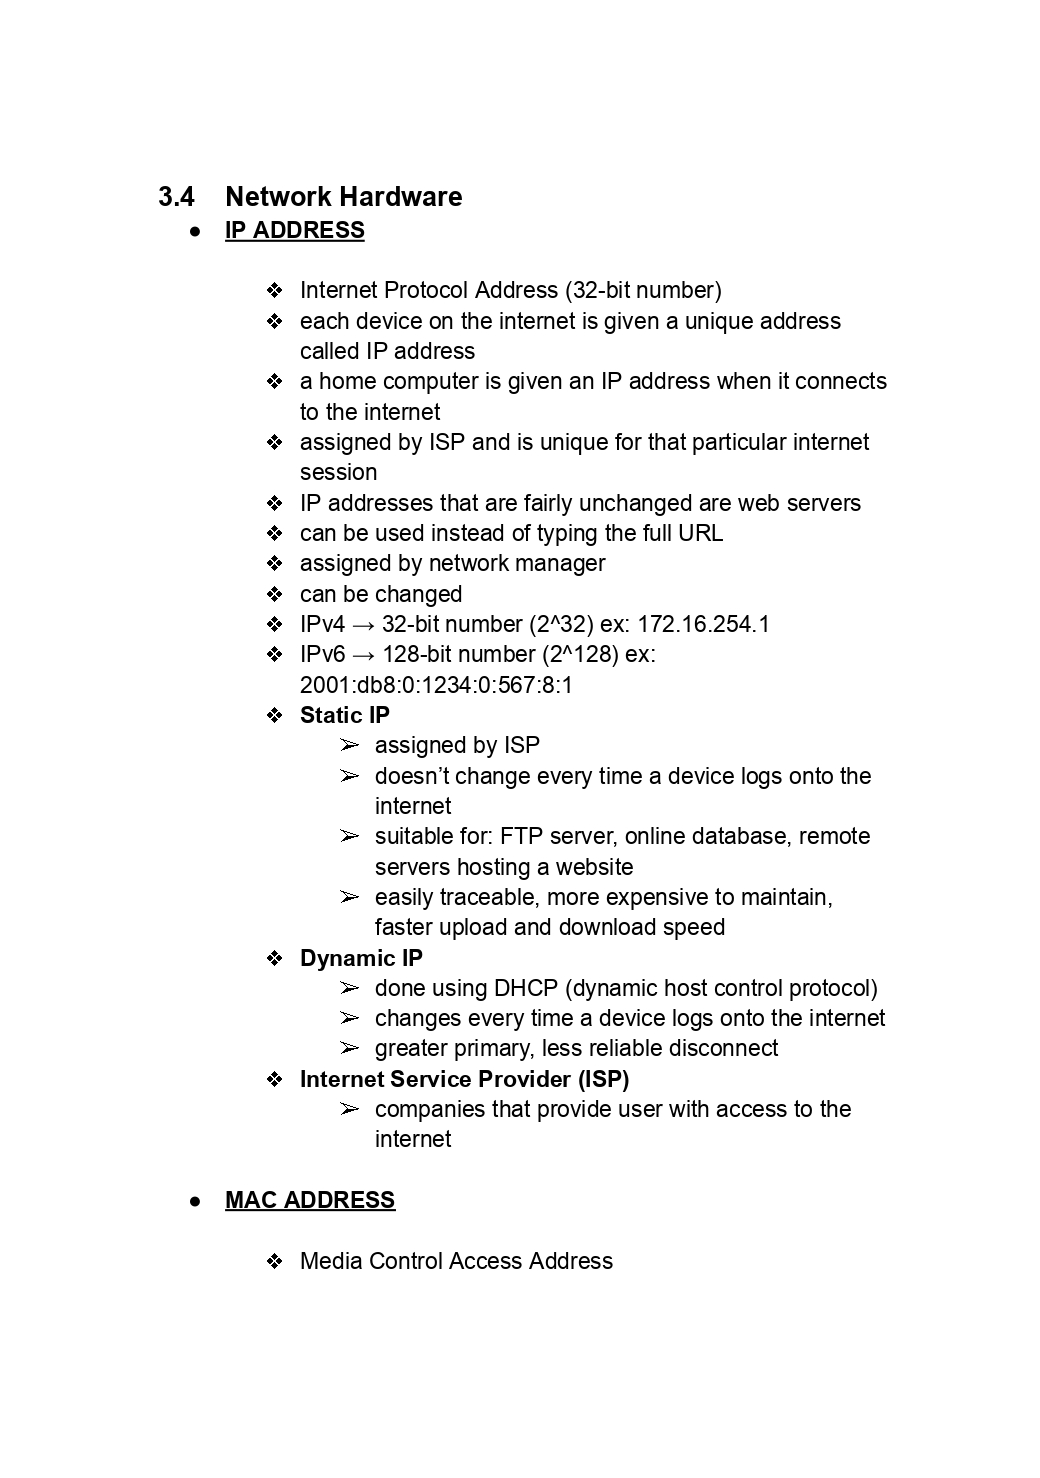 3.4 Network Hardware
● IP ADDRESS
❖ Internet Protocol Address (32-bit number)
❖ each device on the internet is given a unique address
called IP address
❖ a home computer is given an IP address when it connects
to the internet
❖ assigned by ISP and is unique for that particular internet
session
❖ IP addresses that are fairly unchanged are web servers
❖ can be used instead of typing the full URL
❖ assigned by network manager
❖ can be changed
❖ IPv4 → 32-bit number (2^32) ex: 172.16.254.1
❖ IPv6 → 128-bit number (2^128) ex:
2001:db8:0:1234:0:567:8:1
❖ Static IP
➢ assigned by ISP
➢ doesn’t change every time a device logs onto the
internet
➢ suitable for: FTP server, online database, remote
servers hosting a website
➢ easily traceable, more expensive to maintain,
faster upload and download speed
❖ Dynamic IP
➢ done using DHCP (dynamic host control protocol)
➢ changes every time a device logs onto the internet
➢ greater primary, less reliable disconnect
❖ Internet Service Provider (ISP)
➢ companies that provide user with access to the
internet
● MAC ADDRESS
❖ Media Control Access Address